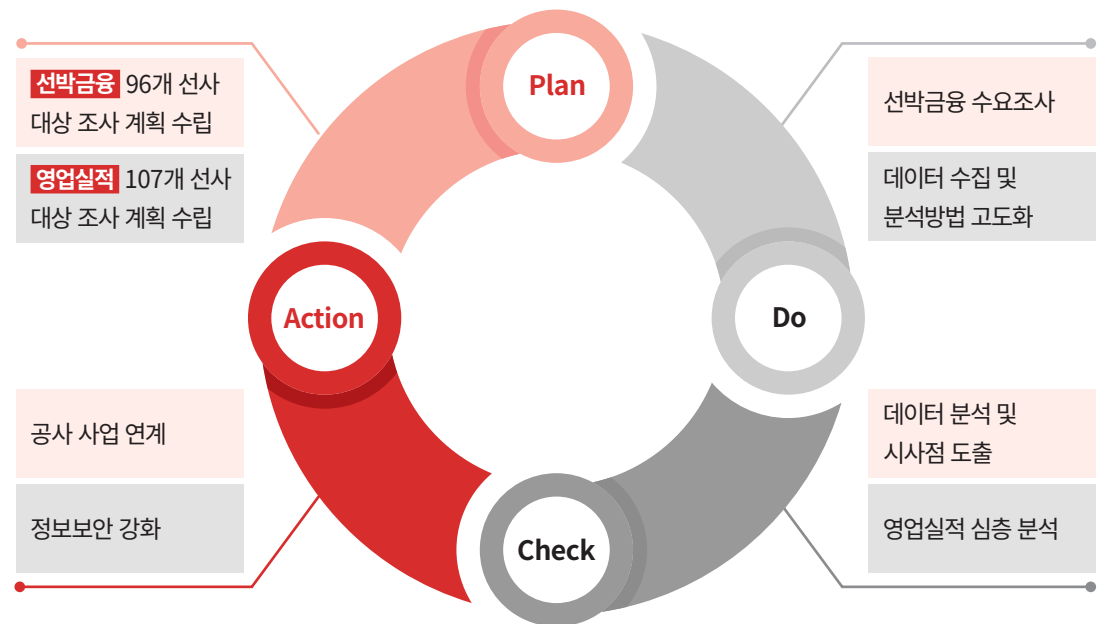 Plan
선박금융 96개 선사
대상 조사 계획 수립
영업실적 107개 선사
대상 조사 계획 수립
Do
선박금융 수요조사
데이터 수집 및
분석방법 고도화
Check
데이터 분석 및
시사점 도출
영업실적 심층 분석
Action
공사 사업 연계
정보보안 강화